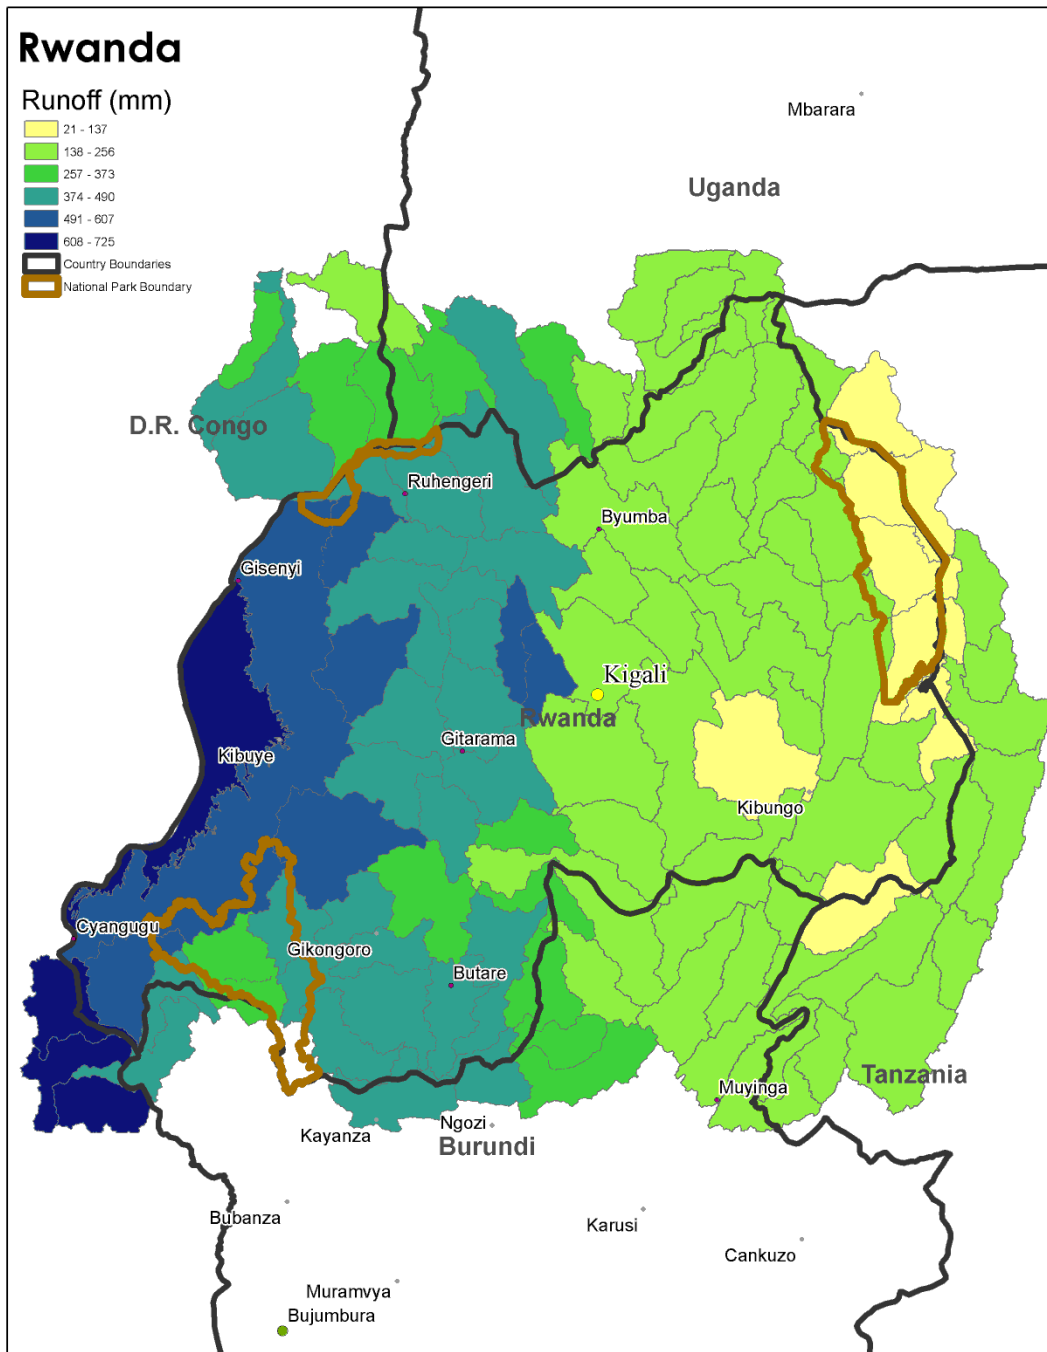 Rwanda
Runoff (mm)
21 - 137
138 - 256
257 - 373
374 - 490
491 - 607
608 - 725
Country Boundaries
National Park Boundary
Mbarara
Uganda
D.R. Congo
Ruhengeri
Byumba
Gisenyi
Kigali
Rwanda
Gitarama
Kibuye
Kibungo
Cyangugu
Gikongoro
Butare
Tanzania
Muyinga
Kayanza
Ngozi
Burundi
Bubanza
Karusi
Cankuzo
Muramvya
Bujumbura